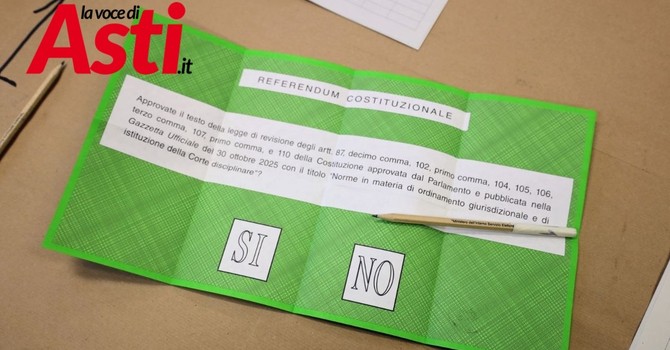 la voce di
Asti.it
REFERENDUM COSTITUZIONALE
Approvate il testo della legge di revisione degli artt. 87, decimo comma, 102, primo comma, 104, 105, 106,
terzo comma, 107, primo comma, e 110 della Costituzione approvata dal Parlamento e pubblicata nella
Gazzetta Ufficiale del 30 ottobre 2025 con il titolo "Norme in materia di ordinamento giurisdizionale e di
istituzione della Corte disciplinare"?
SI
NO